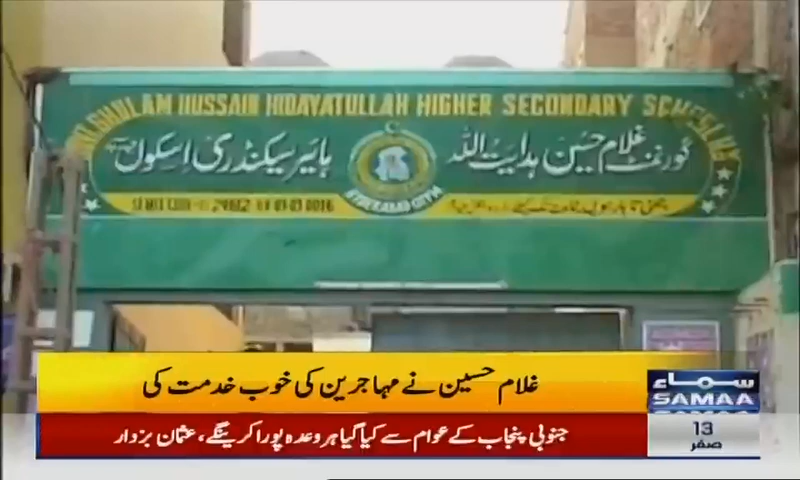 GHULAM HUSSAIN HIDAYATULLAH HIGHER SECONDARY
گورنمنٹ غلام حسین ہدایت اللہ ہائیر سیکنڈری اسکول
غلام حسین نے مہاجرین کی خوب خدمت کی
سماء
SAMAA
جنوبی پنجاب کے عوام سے کیا گیا ہر وعدہ پورا کرینگے، عثمان بزدار
13
صفر